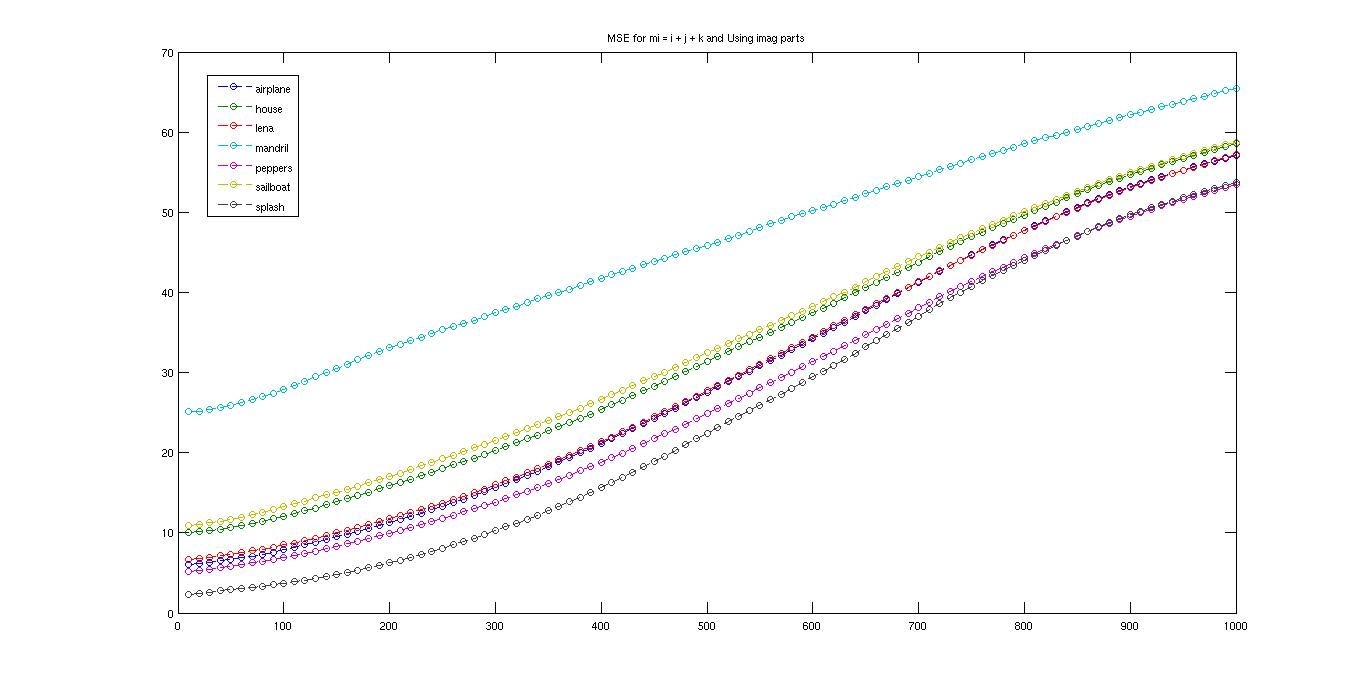 MSE for mi = i + j + k and Using imag parts
70
60
50
40
30
20
10
0
airplane
house
lena
mandril
peppers
sailboat
splash
0 100 200 300 400 500 600 700 800 900 1000